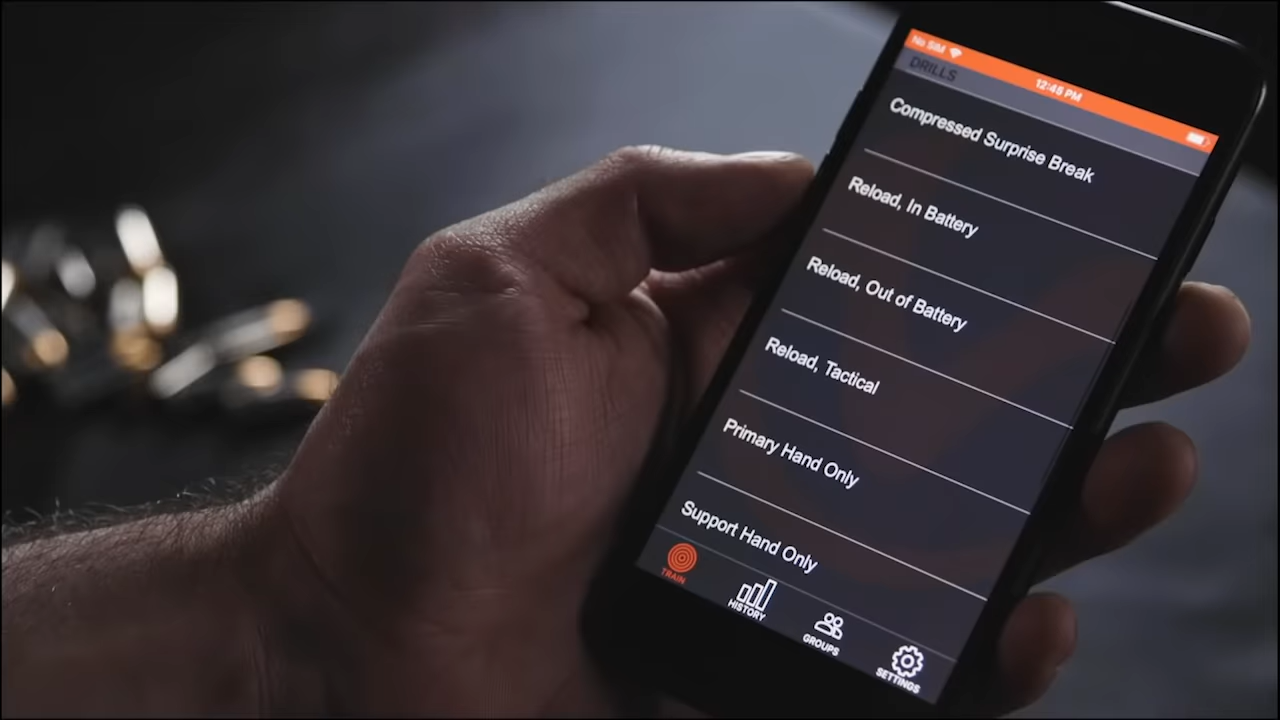 No SIM
12:45 PM
DRILLS
Compressed Surprise Break
Reload, In Battery
Reload, Out of Battery
Reload, Tactical
Primary Hand Only
Support Hand Only
TRAIN
HISTORY
GROUPS
SETTINGS